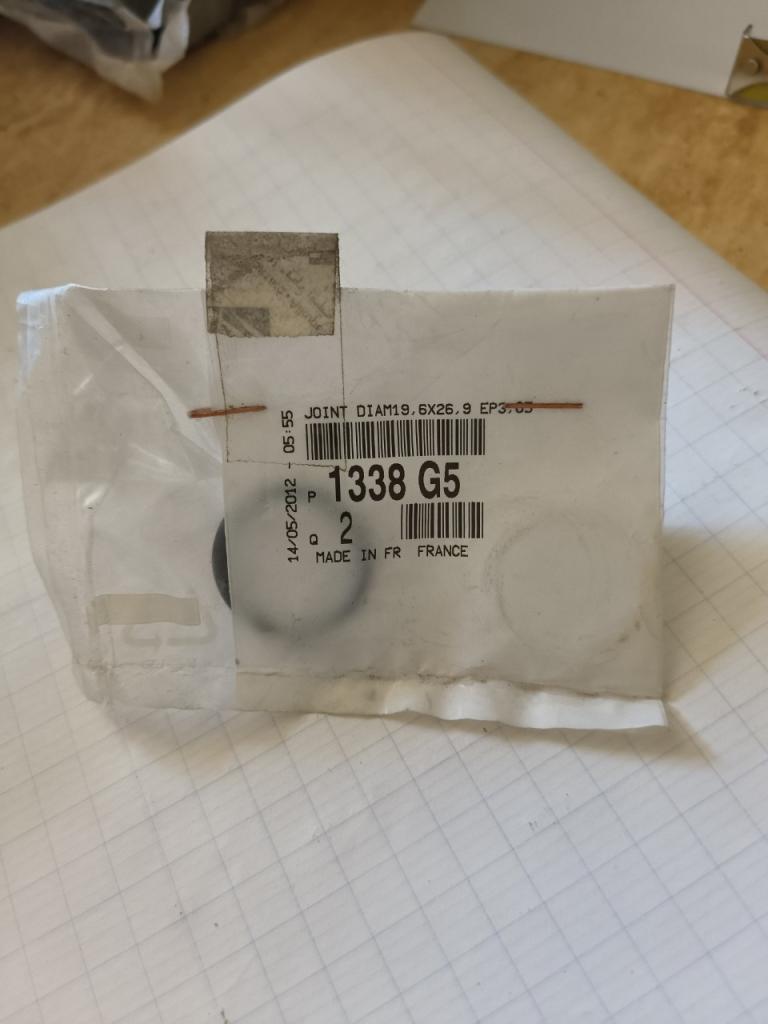 JOINT DIAM19,6X26,9 EP3,65
14/05/2012 - 05:55
P 1338 G5
Q 2
MADE IN FR FRANCE